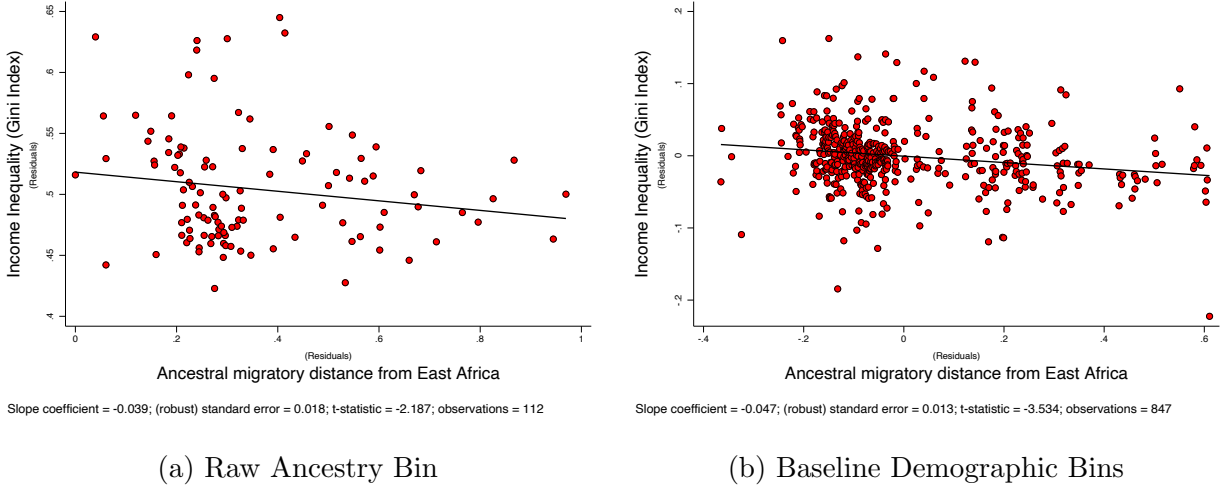 Income Inequality (Gini Index)
(Residuals)
.65
.6
.55
.5
.45
.4
0
.2
.4
.6
.8
1
(Residuals)
Ancestral migratory distance from East Africa
Slope coefficient = -0.039; (robust) standard error = 0.018; t-statistic = -2.187; observations = 112
(a) Raw Ancestry Bin
Income Inequality (Gini Index)
(Residuals)
.2
.1
0
-.1
-.2
-.4
-.2
0
.2
.4
.6
(Residuals)
Ancestral migratory distance from East Africa
Slope coefficient = -0.047; (robust) standard error = 0.013; t-statistic = -3.534; observations = 847
(b) Baseline Demographic Bins